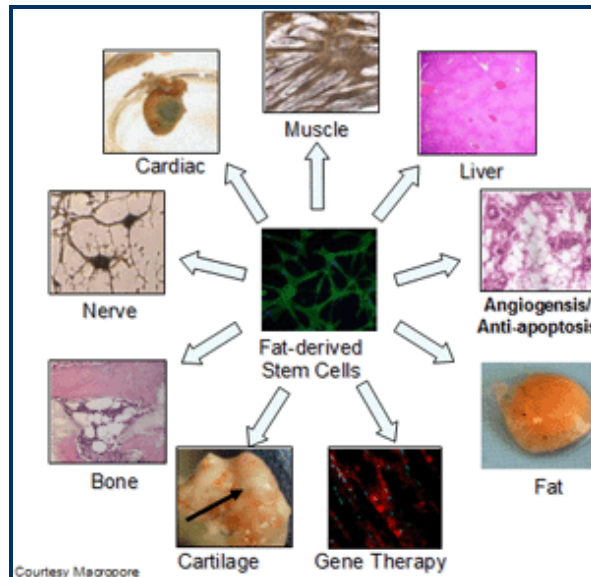 Muscle
Cardiac
Liver
Nerve
Angiogensis/
Anti-apoptosis
Fat-derived
Stem Cells
Bone
Fat
Cartilage
Gene Therapy
Courtesy Macropore